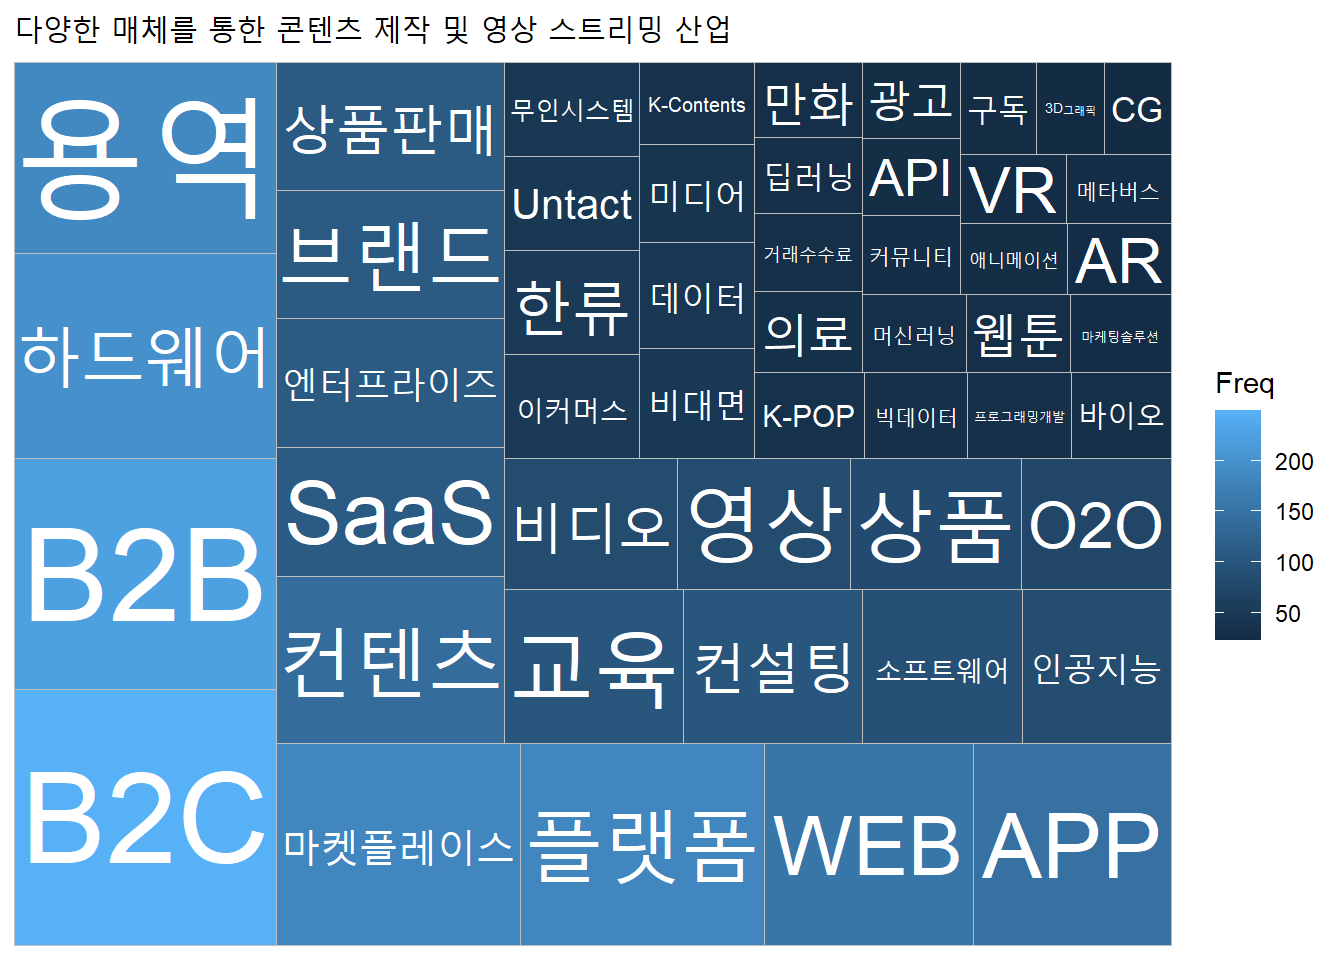 다양한 매체를 통한 콘텐츠 제작 및 영상 스트리밍 산업
용역
하드웨어
B2B
B2C
상품판매
브랜드
엔터프라이즈
SaaS
컨텐츠
마켓플레이스
플랫폼
WEB
APP
교육
컨설팅
소프트웨어
인공지능
비디오
영상
상품
O2O
무인시스템
Untact
한류
이커머스
K-Contents
미디어
데이터
비대면
만화
딥러닝
거래수수료
의료
K-POP
광고
API
커뮤니티
머신러닝
빅데이터
구독
3D그래픽
CG
VR
메타버스
애니메이션
AR
웹툰
마케팅솔루션
프로그래밍개발
바이오
Freq
200
150
100
50